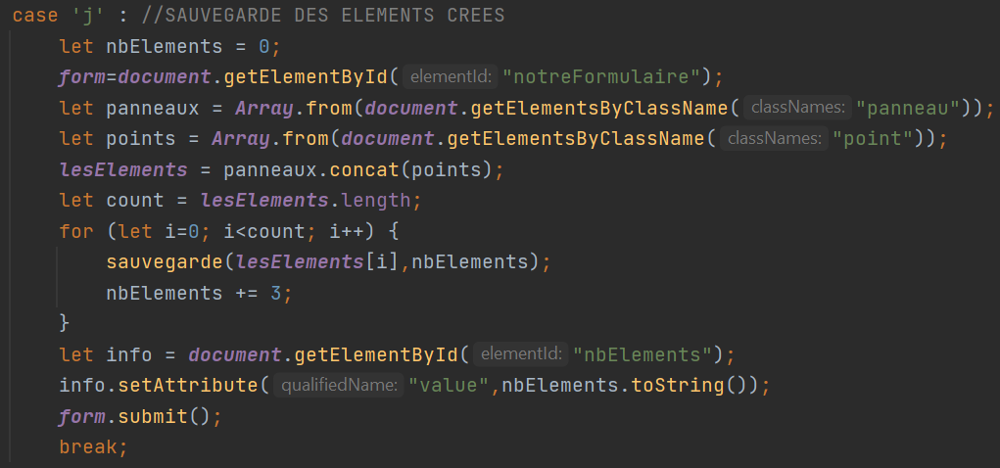 case 'j' : //SAUVEGARDE DES ELEMENTS CREES
let nbElements = 0;
form=document.getElementById( elementId: "notreFormulaire");
let panneaux = Array.from(document.getElementsByClassName( classNames: "panneau"));
let points = Array.from(document.getElementsByClassName( classNames: "point"));
lesElements = panneaux.concat(points);
let count = lesElements.length;
for (let i=0; i<count; i++) {
sauvegarde(lesElements[i],nbElements);
nbElements += 3;
}
let info = document.getElementById( elementId: "nbElements");
info.setAttribute( qualifiedName: "value",nbElements.toString());
form.submit();
break;